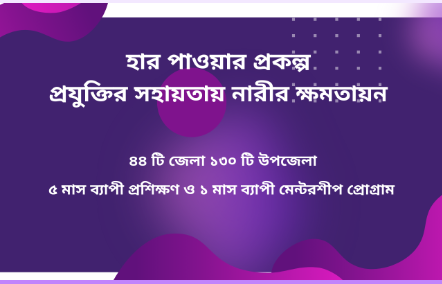 হার পাওয়ার প্রকল্প
প্রযুক্তির সহায়তায় নারীর ক্ষমতায়ন
৪৪ টি জেলা ১৩০ টি উপজেলা
৫ মাস ব্যাপী প্রশিক্ষণ ও ১ মাস ব্যাপী মেন্টরশীপ প্রোগ্রাম